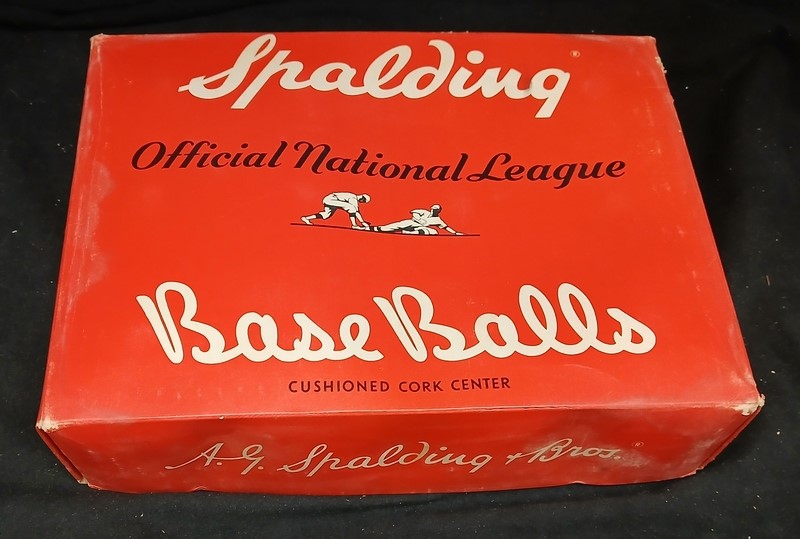 Spalding®
Official National League
Base Balls
CUSHIONED CORK CENTER
A.G. Spalding + Bros.®